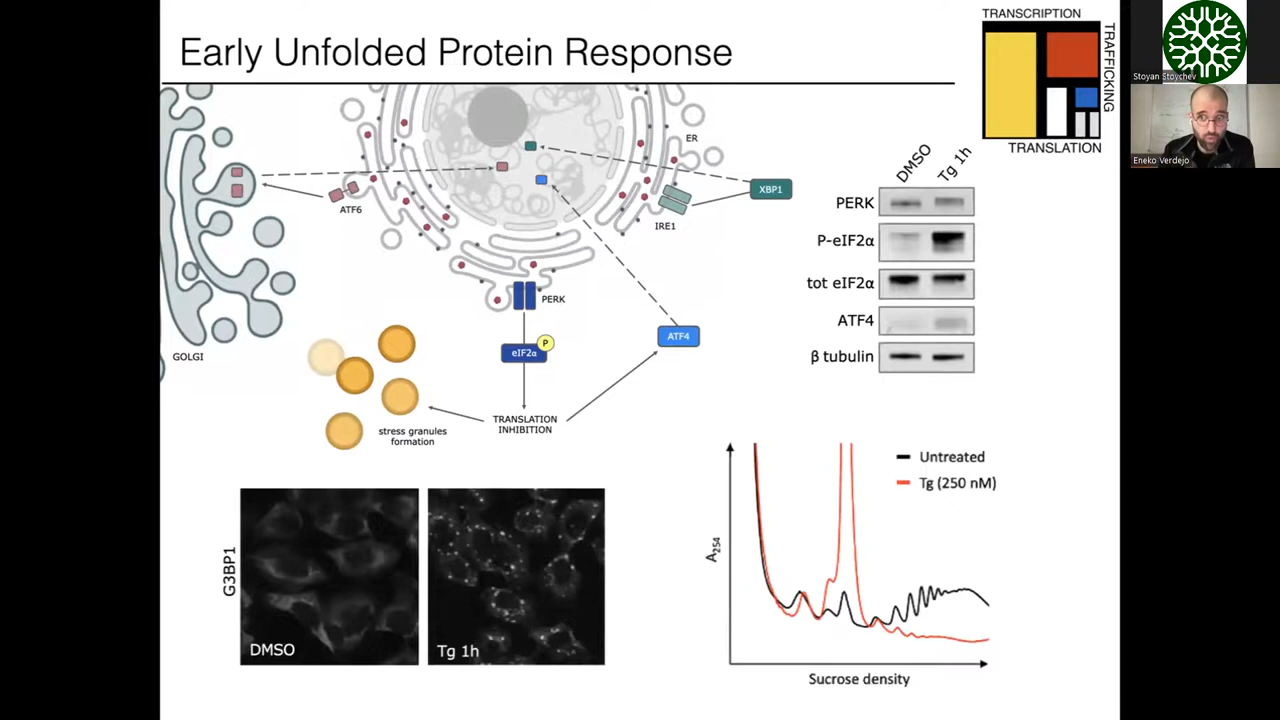 Early Unfolded Protein Response
TRANSCRIPTION
TRAFFICKING
TRANSLATION
Stoyan Stoychev
Eneko Verdejo
ER
XBP1
IRE1
ATF6
GOLGI
PERK
eIF2α
P
ATF4
TRANSLATION
INHIBITION
stress granules
formation
DMSO
Tg 1h
PERK
P-eIF2α
tot eIF2α
ATF4
β tubulin
G3BP1
DMSO
Tg 1h
Untreated
Tg (250 nM)
A254
Sucrose density